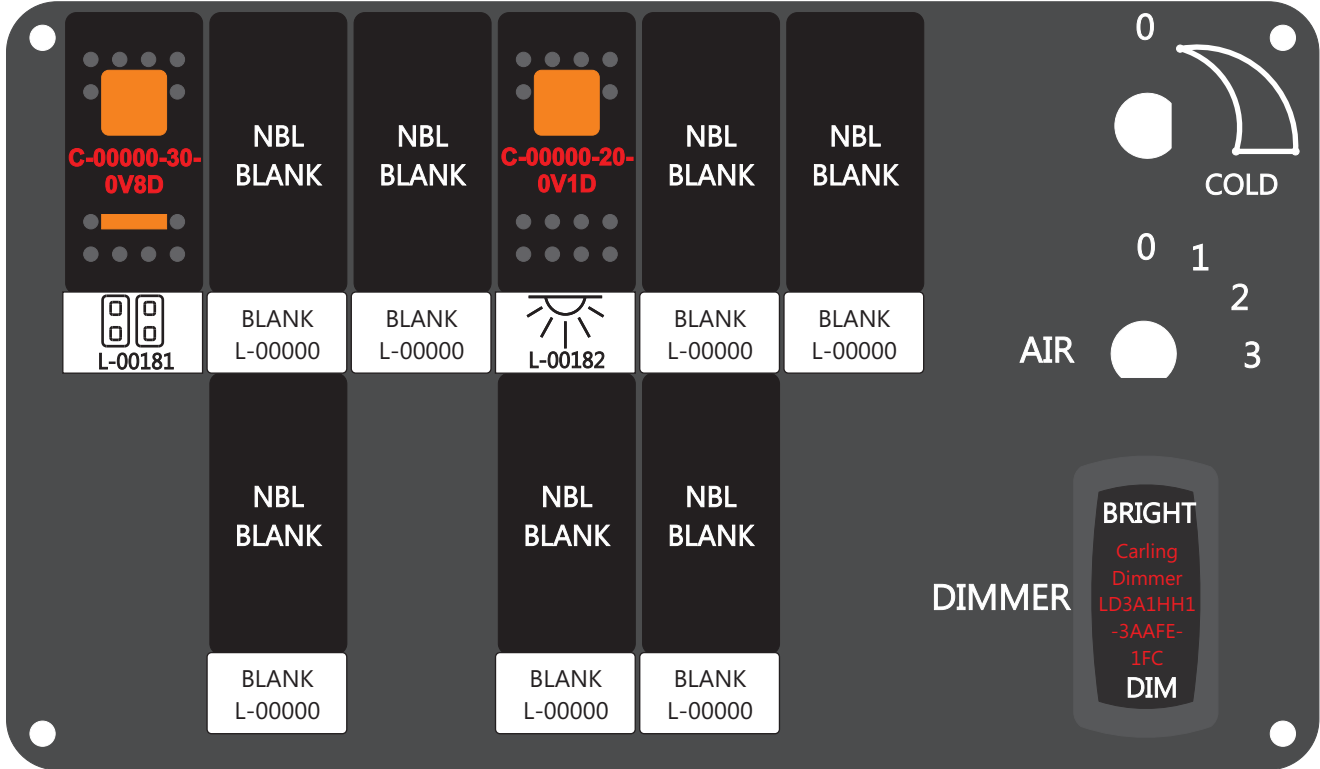 C-00000-30-
0V8D
L-00181
NBL
BLANK
BLANK
L-00000
NBL
BLANK
BLANK
L-00000
C-00000-20-
0V1D
L-00182
NBL
BLANK
BLANK
L-00000
NBL
BLANK
BLANK
L-00000
0
COLD
0
1
2
3
AIR
NBL
BLANK
BLANK
L-00000
NBL
BLANK
BLANK
L-00000
NBL
BLANK
BLANK
L-00000
DIMMER
BRIGHT
Carling
Dimmer
LD3A1HH1
-3AAFE-
1FC
DIM